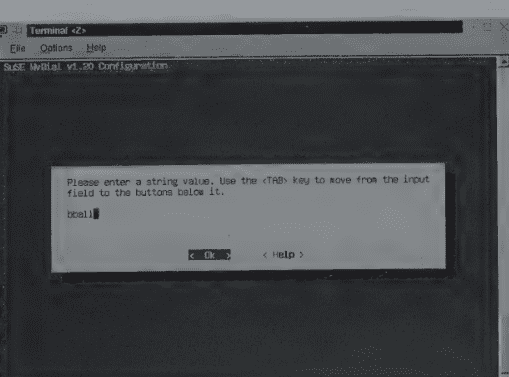 Terminal <2>
File Options Help
SuSE WvDial v1.20 Configuration
Please enter a string value. Use the <TAB> key to move from the input
field to the buttons below it.
bball
< Ok > < Help >